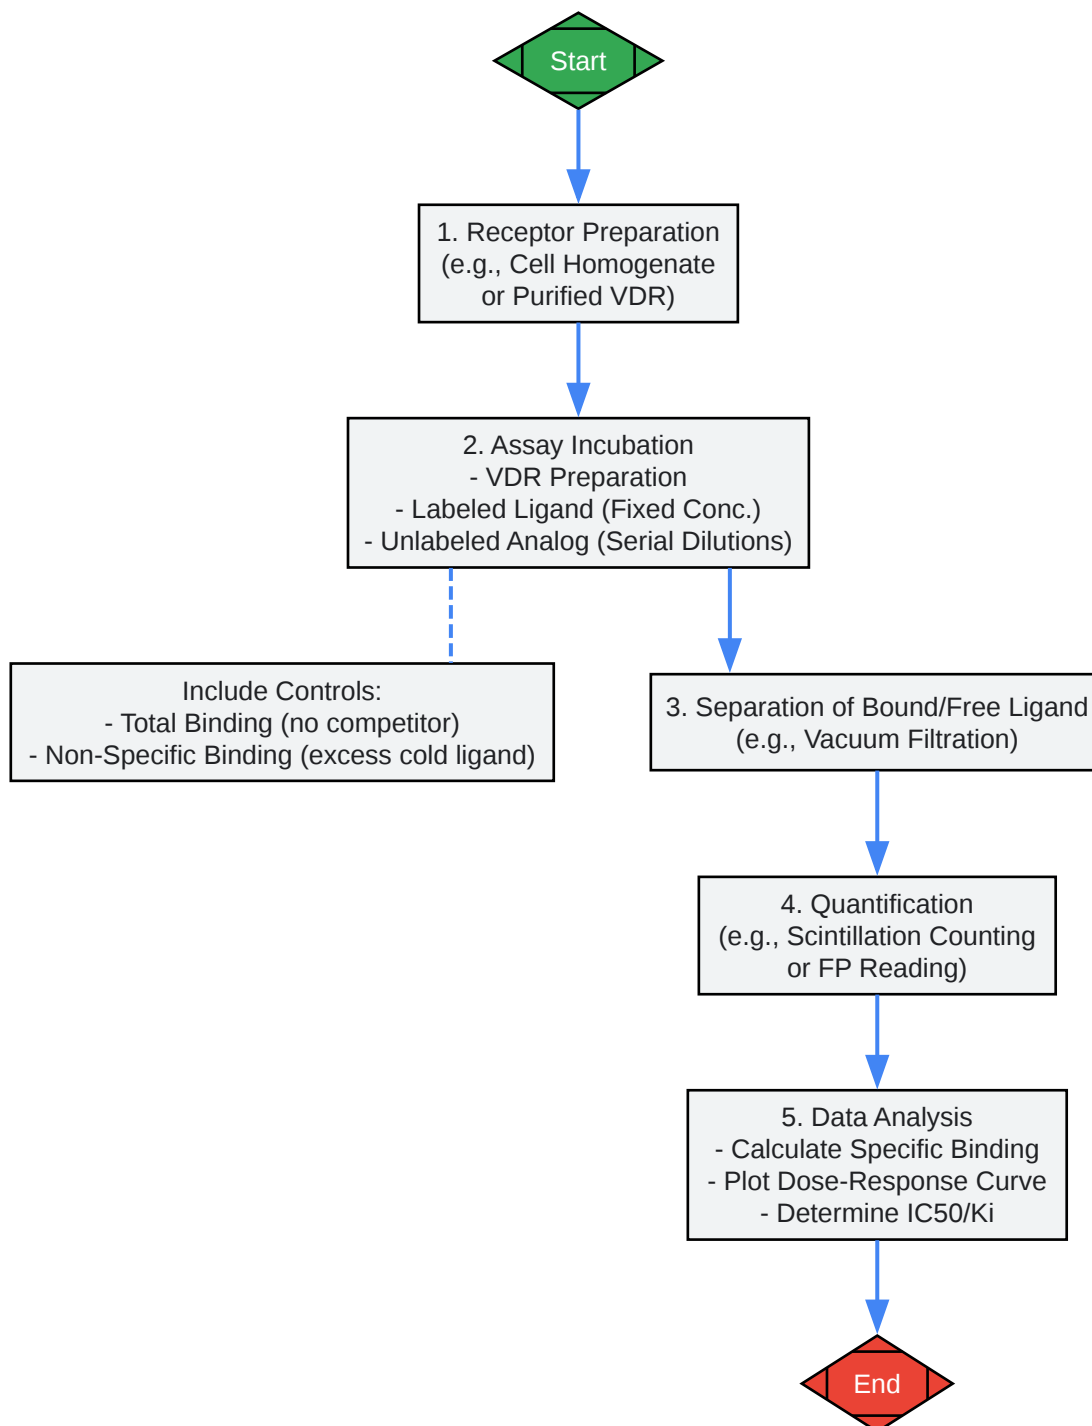 Start
1. Receptor Preparation
(e.g., Cell Homogenate
or Purified VDR)
2. Assay Incubation
- VDR Preparation
- Labeled Ligand (Fixed Conc.)
- Unlabeled Analog (Serial Dilutions)
Include Controls:
- Total Binding (no competitor)
- Non-Specific Binding (excess cold ligand)
3. Separation of Bound/Free Ligand
(e.g., Vacuum Filtration)
4. Quantification
(e.g., Scintillation Counting
or FP Reading)
5. Data Analysis
- Calculate Specific Binding
- Plot Dose-Response Curve
- Determine IC50/Ki
End